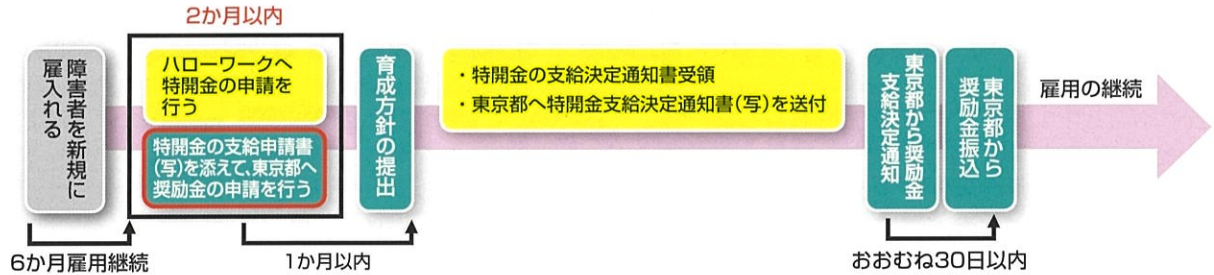 2か月以内
障害者を新規に
雇入れる
ハローワークへ
特開金の申請を
行う
特開金の支給申請書
(写)を添えて、東京都へ
奨励金の申請を行う
育成方針の提出
・特開金の支給決定通知書受領
・東京都へ特開金支給決定通知書(写)を送付
東京都から奨励金
支給決定通知
東京都から
奨励金振込
雇用の継続
6か月雇用継続
1か月以内
おおむね30日以内